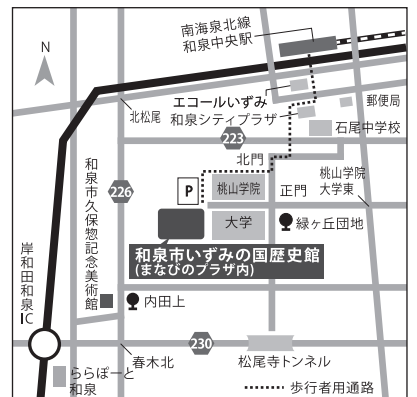 南海泉北線
和泉中央駅
N
エコールいずみ
和泉シティプラザ
郵便局
北松尾
石尾中学校
223
北門
P
桃山学院
大学
正門
桃山学院
大学東
226
和泉市久保惣記念美術館
緑ヶ丘団地
和泉市いずみの国歴史館
(まなびのプラザ内)
岸和田和泉IC
内田上
230
春木北
松尾寺トンネル
ららぽーと
和泉
歩行者用通路